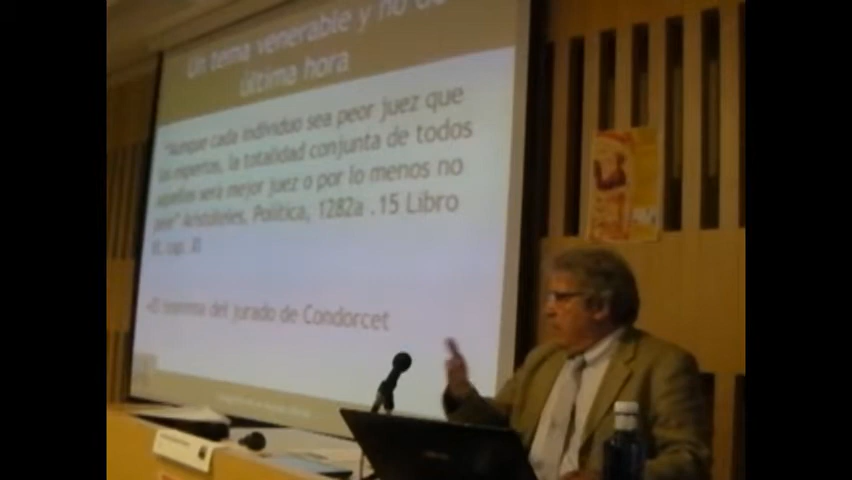 Un tema venerable y no de
última hora
"Aunque cada individuo sea peor juez que
los expertos, la totalidad conjunta de todos
aquellos será mejor juez o por lo menos no
peor" Aristóteles. Política, 1282a .15 Libro
III, cap. XI
El teorema del jurado de Condorcet